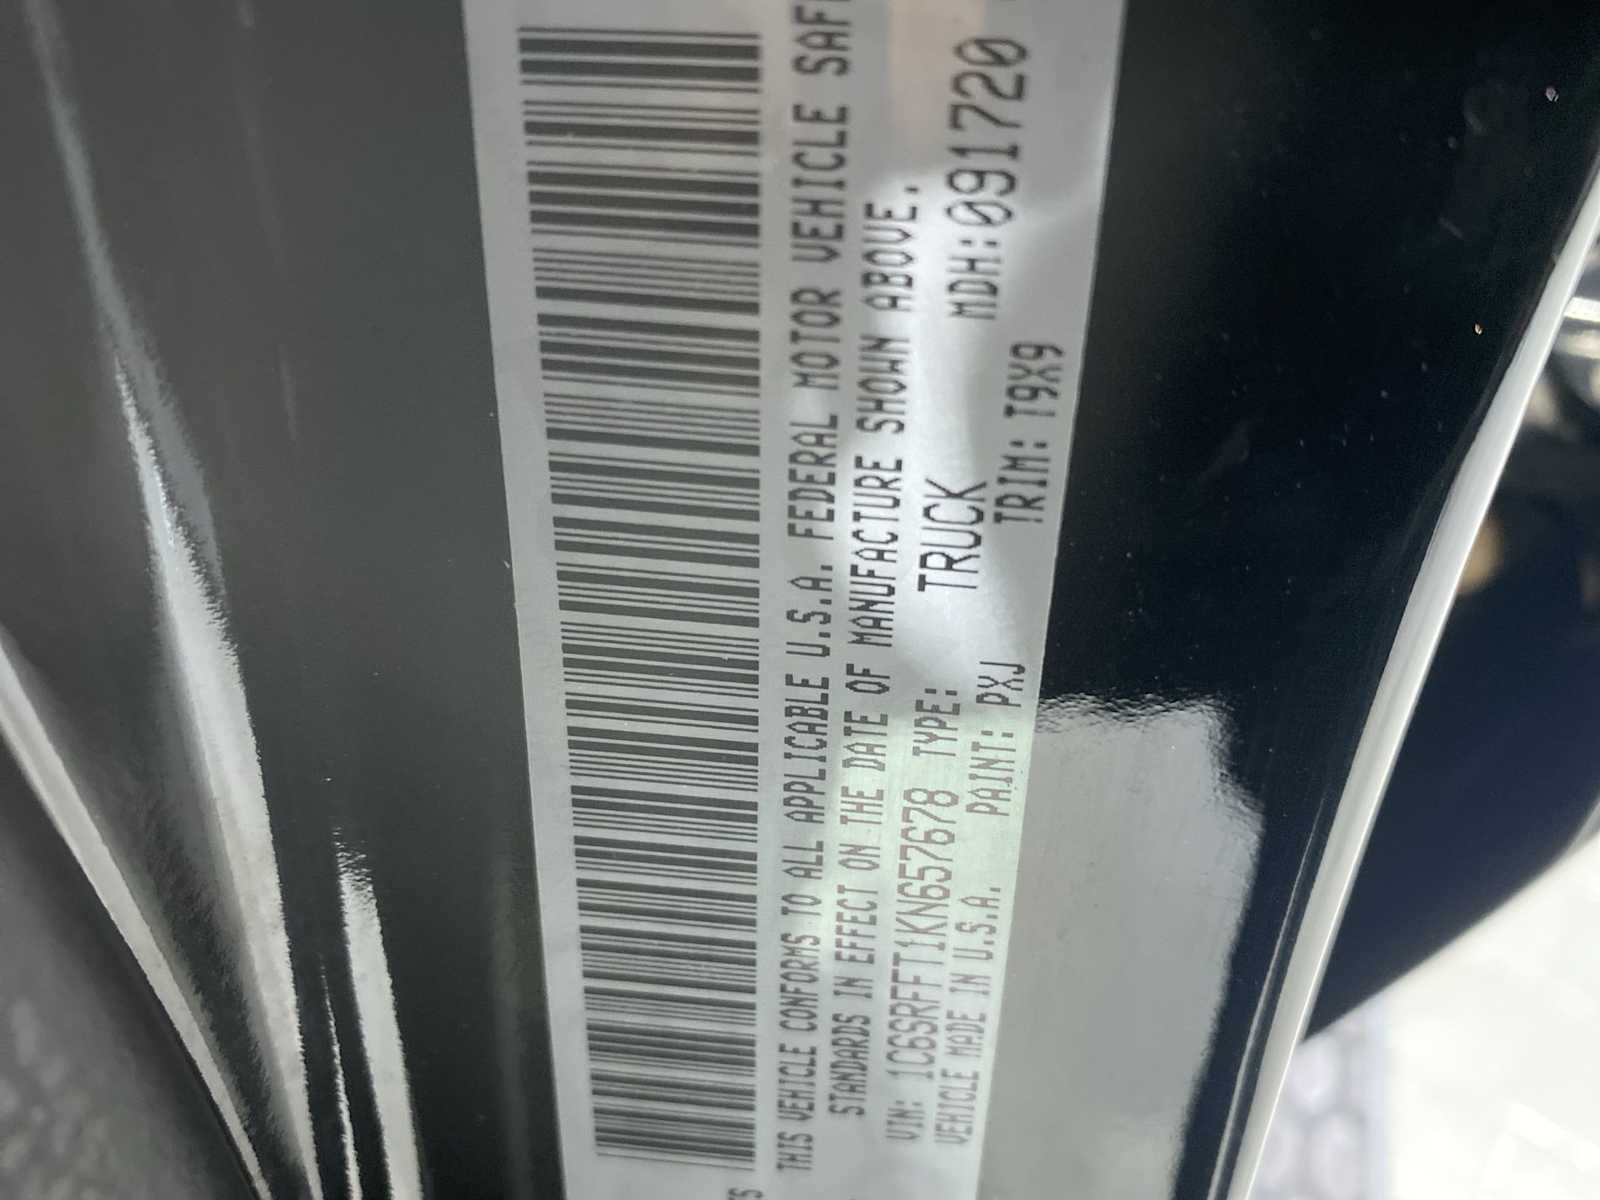 THIS VEHICLE CONFORMS TO ALL APPLICABLE U.S.A. FEDERAL MOTOR VEHICLE
STANDARDS IN EFFECT ON THE DATE OF MANUFACTURE SHOWN ABOVE.
VIN: 1C6SRFFT1KN657678 TYPE: TRUCK MDH:091720
VEHICLE MADE IN U.S.A. PAINT: PXJ TRIM: T9X9